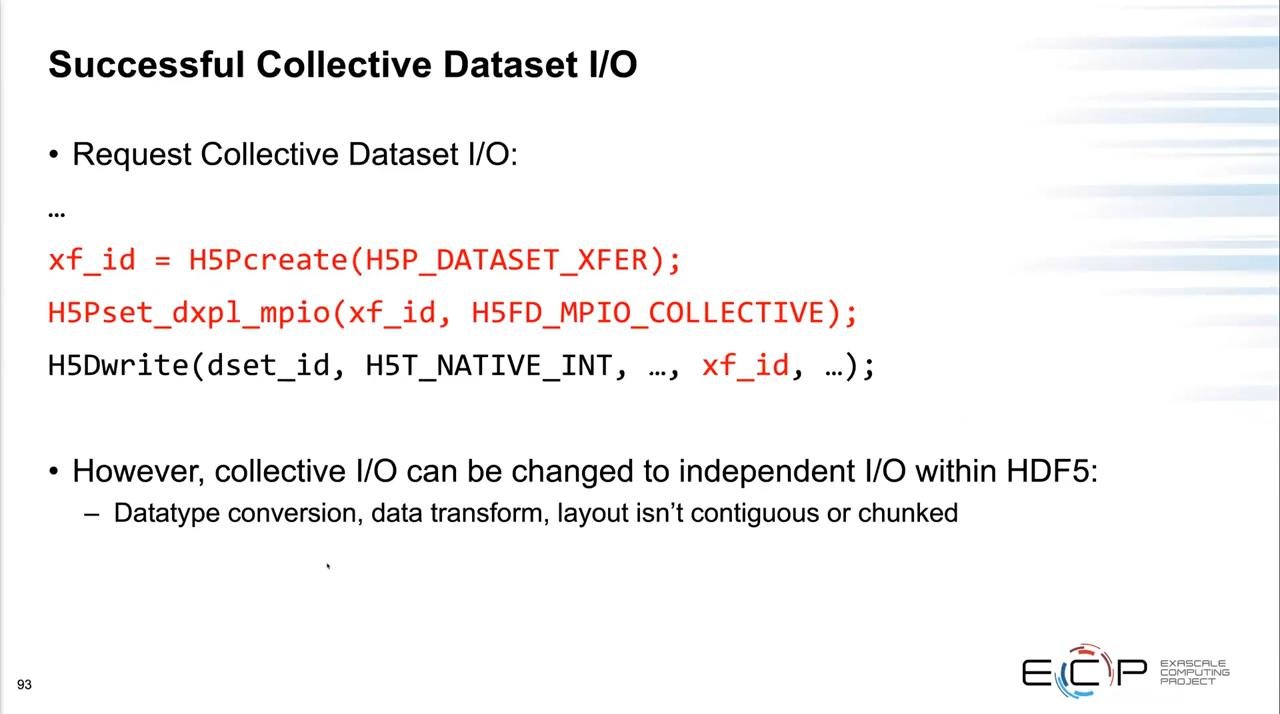 Successful Collective Dataset I/O
• Request Collective Dataset I/O:
…
xf_id = H5Pcreate(H5P_DATASET_XFER);
H5Pset_dxpl_mpio(xf_id, H5FD_MPIO_COLLECTIVE);
H5Dwrite(dset_id, H5T_NATIVE_INT, …, xf_id, …);
• However, collective I/O can be changed to independent I/O within HDF5:
– Datatype conversion, data transform, layout isn’t contiguous or chunked
93
ECP
EXASCALE
COMPUTING
PROJECT